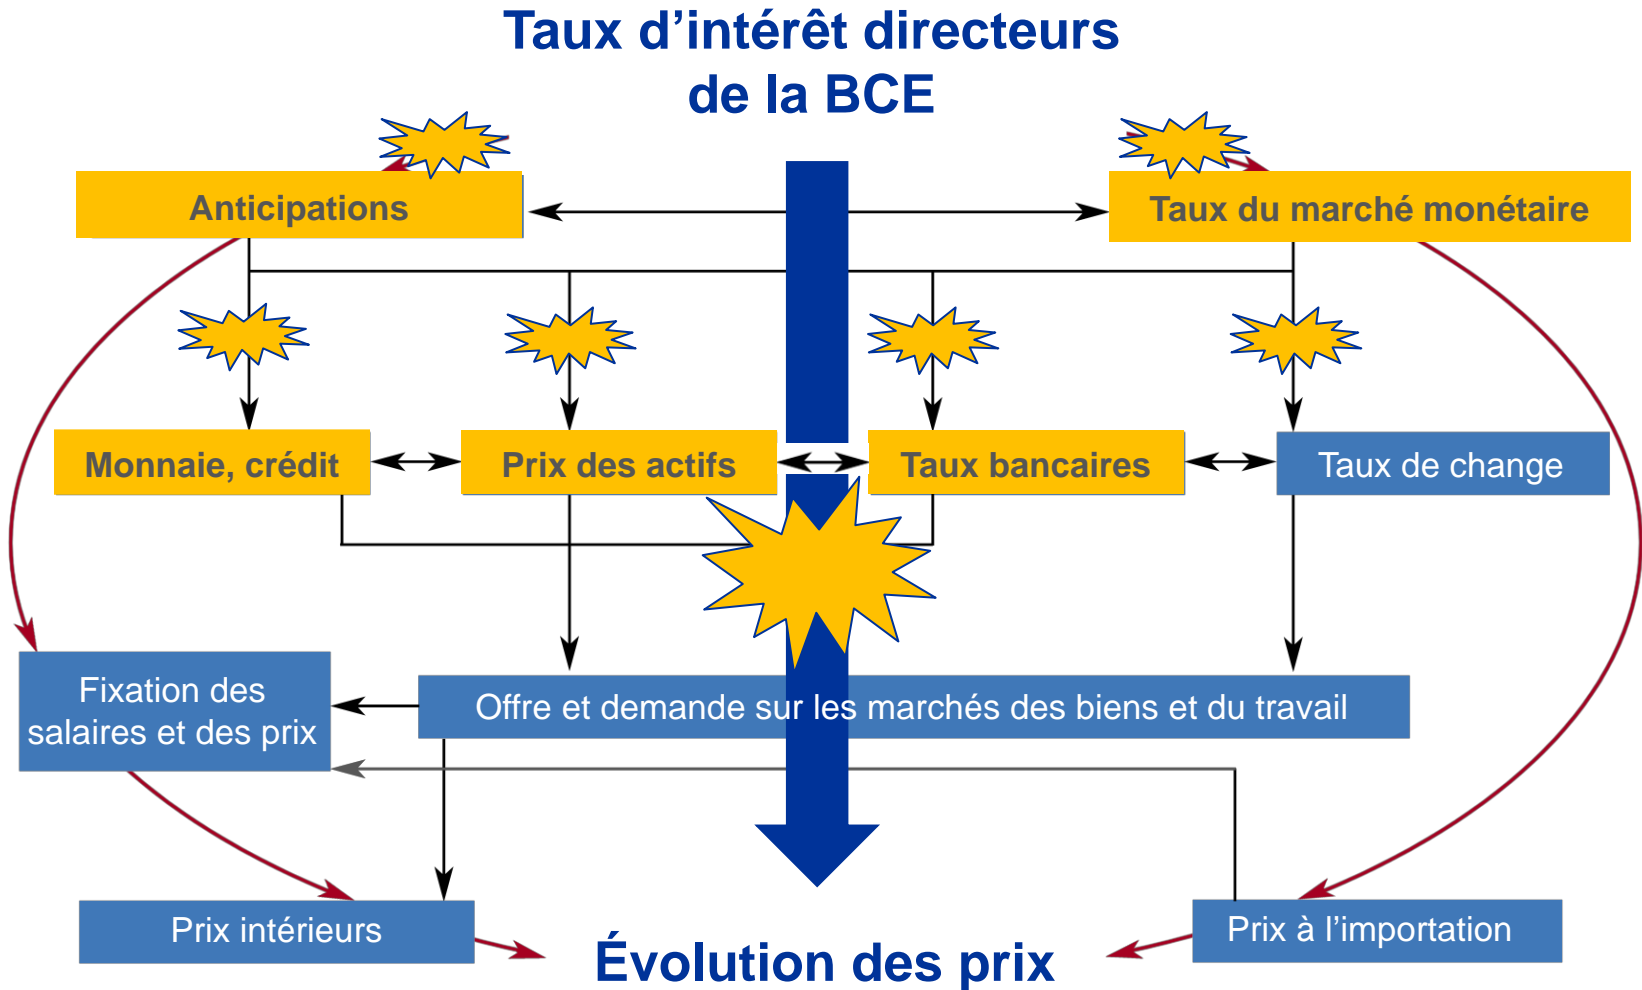 Taux d’intérêt directeurs
de la BCE
Anticipations
Taux du marché monétaire
Monnaie, crédit
Prix des actifs
Taux bancaires
Taux de change
Fixation des
salaires et des prix
Offre et demande sur les marchés des biens et du travail
Prix intérieurs
Prix à l’importation
Évolution des prix